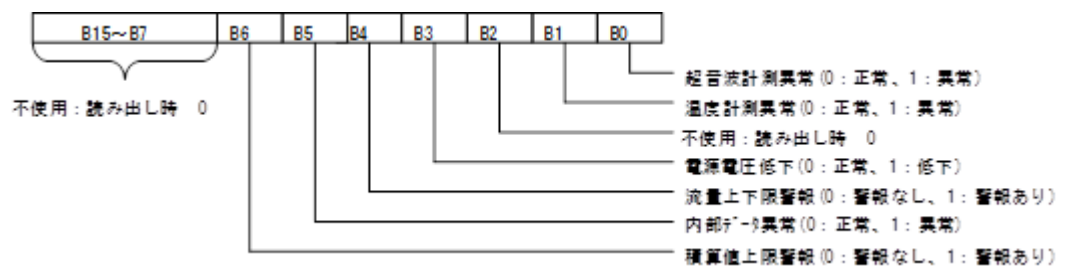 B15～B7 B6 B5 B4 B3 B2 B1 B0
超音波計測異常(0：正常、1：異常)
不使用：読み出し時 0
温度計測異常(0：正常、1：異常)
不使用：読み出し時 0
電源電圧低下(0：正常、1：低下)
流量上下限警報(0：警報なし、1：警報あり)
内部ﾃﾞｰﾀ異常(0：正常、1：異常)
積算値上限警報(0：警報なし、1：警報あり)